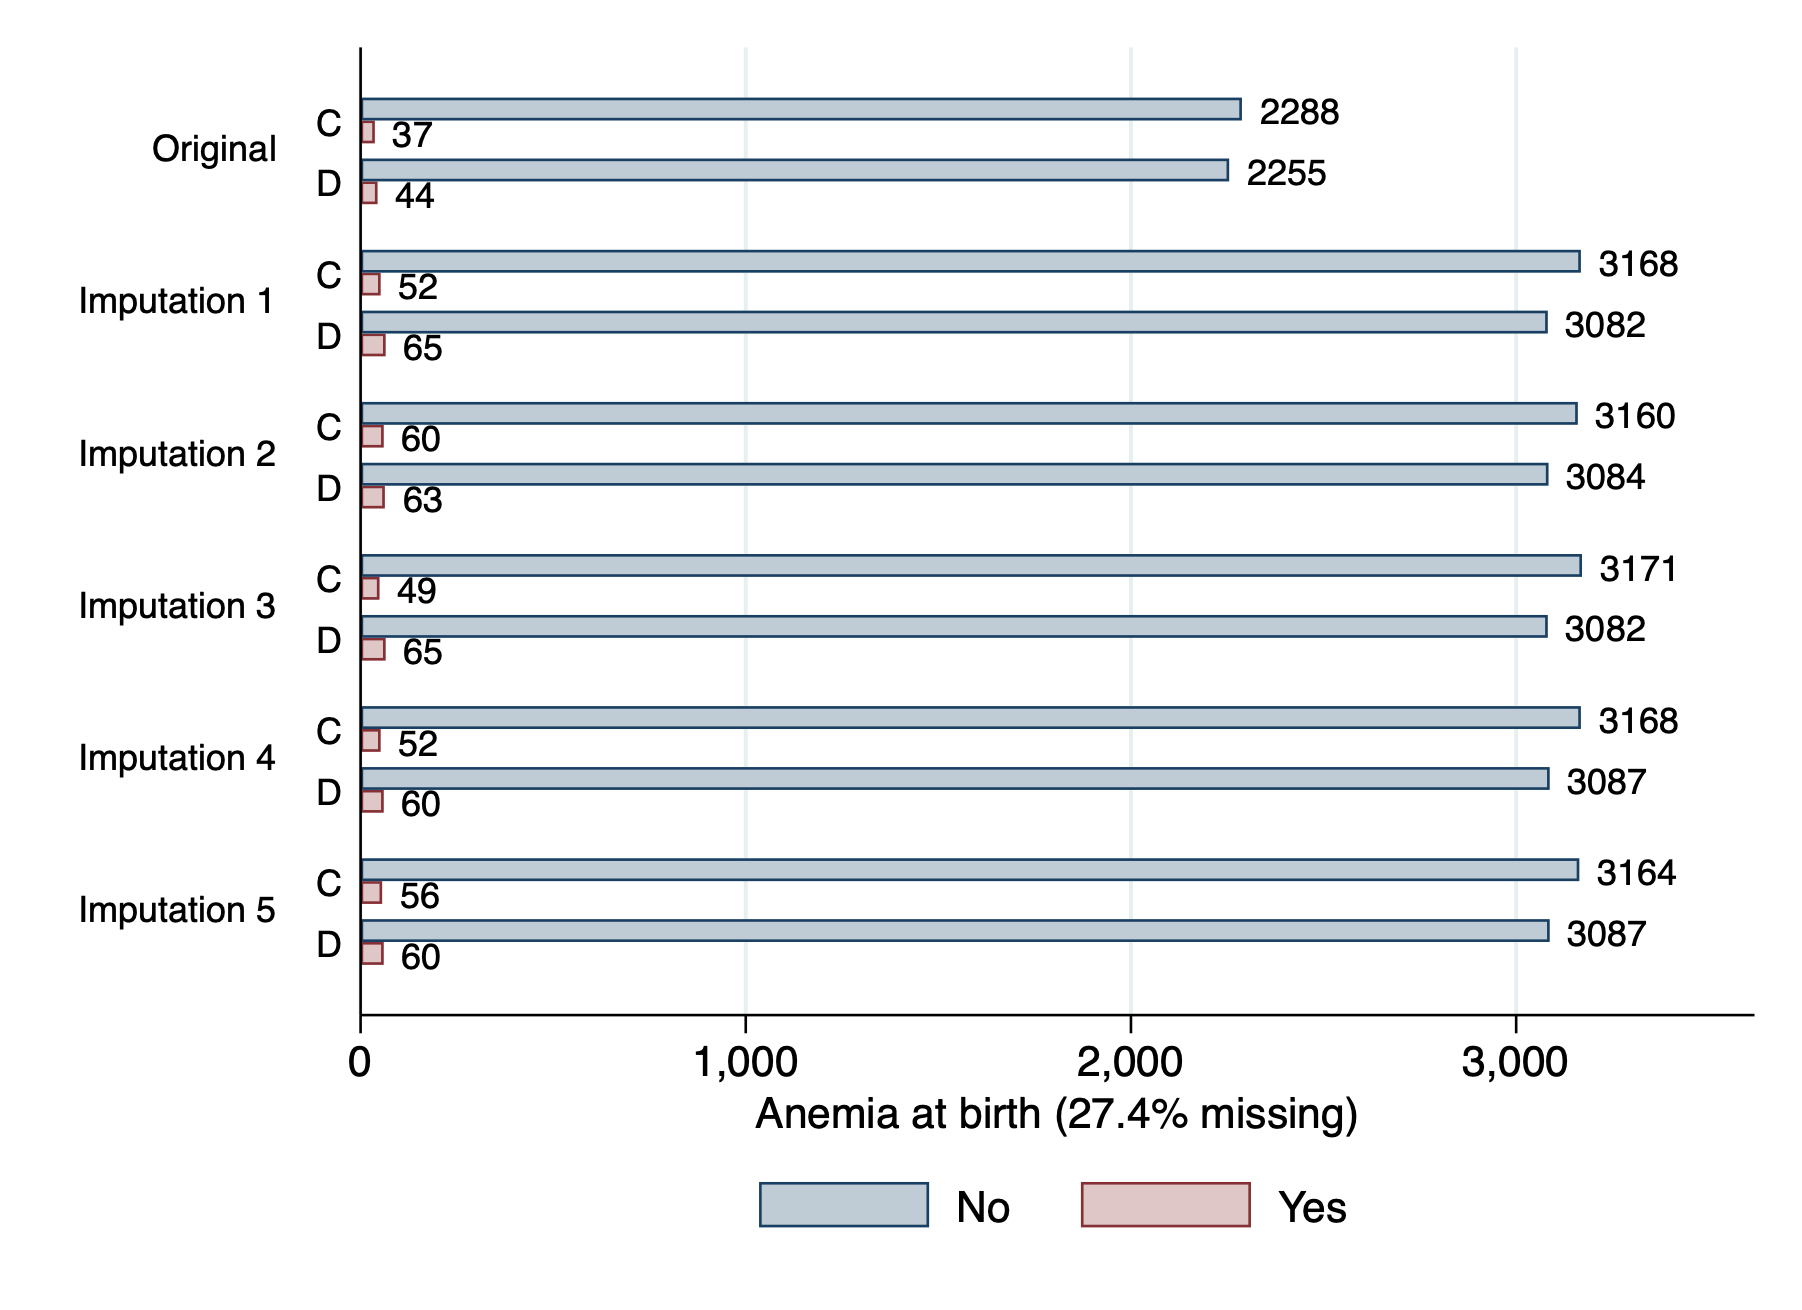 Original
C
2288
37
D
2255
44
Imputation 1
C
3168
52
D
3082
65
Imputation 2
C
3160
60
D
3084
63
Imputation 3
C
3171
49
D
3082
65
Imputation 4
C
3168
52
D
3087
60
Imputation 5
C
3164
56
D
3087
60
0 1,000 2,000 3,000
Anemia at birth (27.4% missing)
No Yes